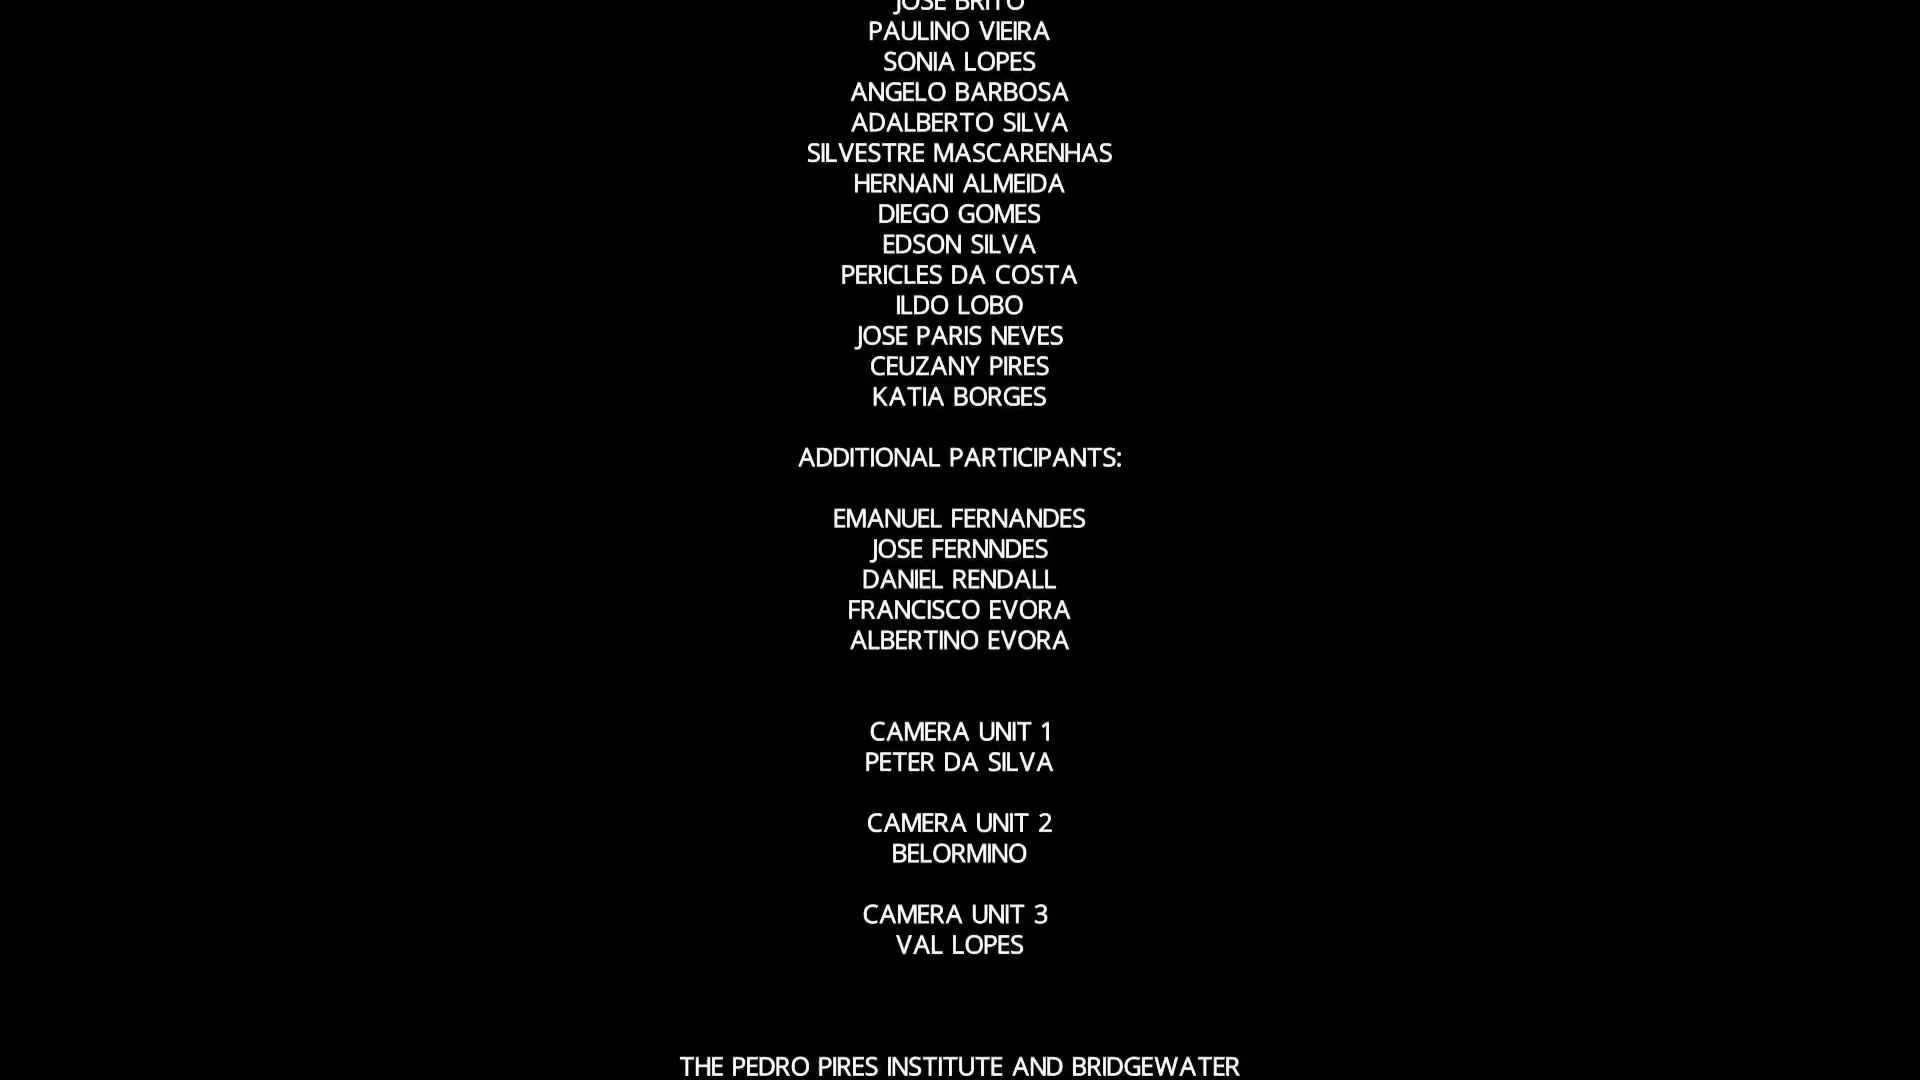 JOSE BRITO
PAULINO VIEIRA
SONIA LOPES
ANGELO BARBOSA
ADALBERTO SILVA
SILVESTRE MASCARENHAS
HERNANI ALMEIDA
DIEGO GOMES
EDSON SILVA
PERICLES DA COSTA
ILDO LOBO
JOSE PARIS NEVES
CEUZANY PIRES
KATIA BORGES
ADDITIONAL PARTICIPANTS:
EMANUEL FERNANDES
JOSE FERNNDES
DANIEL RENDALL
FRANCISCO EVORA
ALBERTINO EVORA
CAMERA UNIT 1
PETER DA SILVA
CAMERA UNIT 2
BELORMINO
CAMERA UNIT 3
VAL LOPES
THE PEDRO PIRES INSTITUTE AND BRIDGEWATER